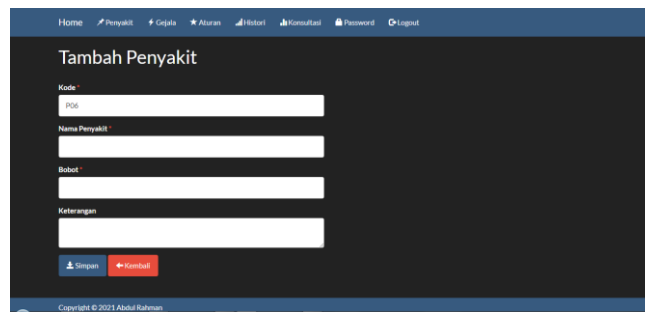 Home Penyakit Gejala Aturan Histori Konsultasi Password Logout
Tambah Penyakit
Kode *
P06
Nama Penyakit *
Bobot *
Keterangan
Simpan Kembali
Copyright © 2021 Abdul Rahman